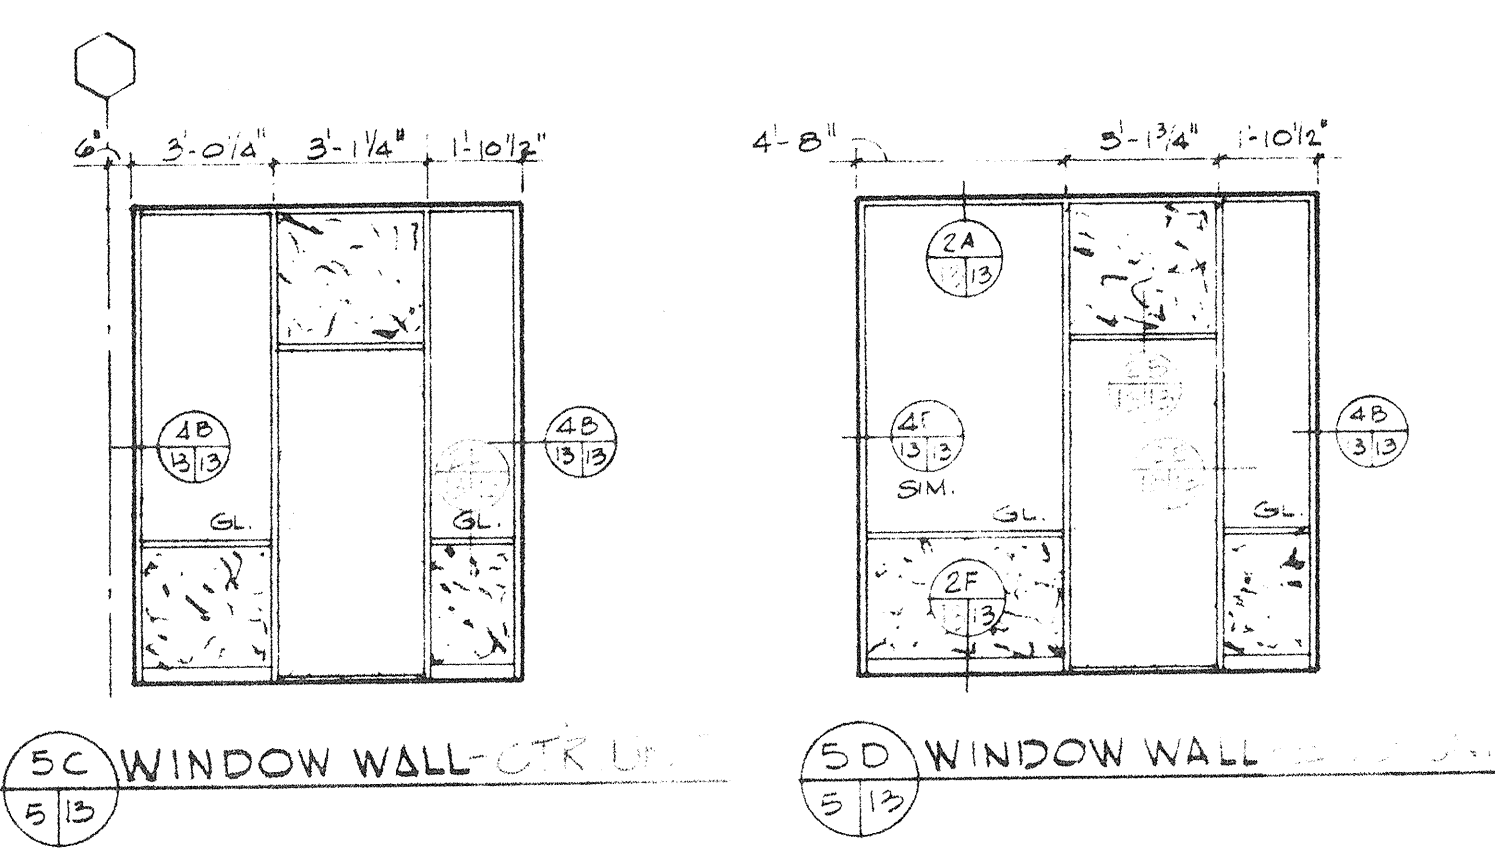 6" 3'-0 1/4" 3'-1 1/4" 1'-10 1/2"
4'-8" 3'-1 3/4" 1'-10 1/2"
2A
13
4B
13 13
4B
13 13
13 13
SIM.
4B
3 13
GL.
GL.
GL.
GL.
2F
13
5C WINDOW WALL - CTR
5 13
5D WINDOW WALL
5 13